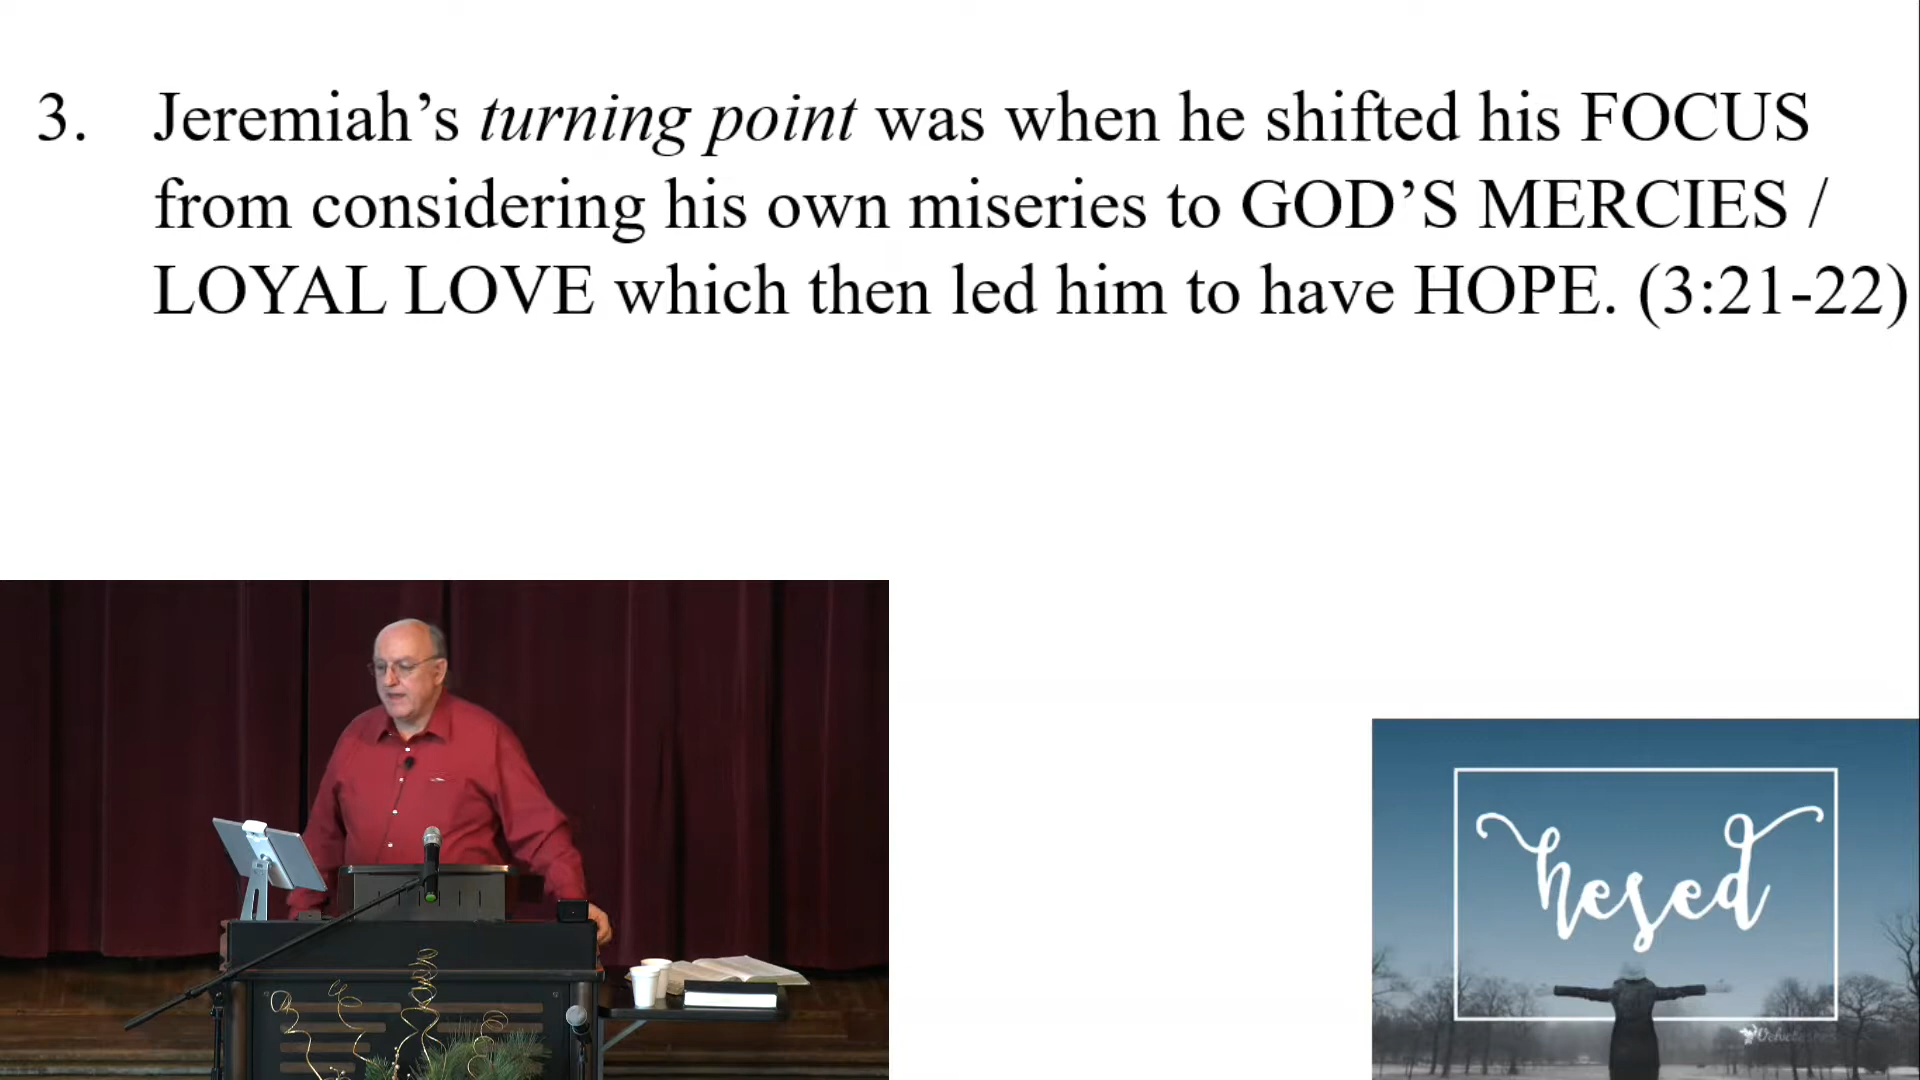 3. Jeremiah’s turning point was when he shifted his FOCUS
from considering his own miseries to GOD’S MERCIES /
LOYAL LOVE which then led him to have HOPE. (3:21-22)
hesed